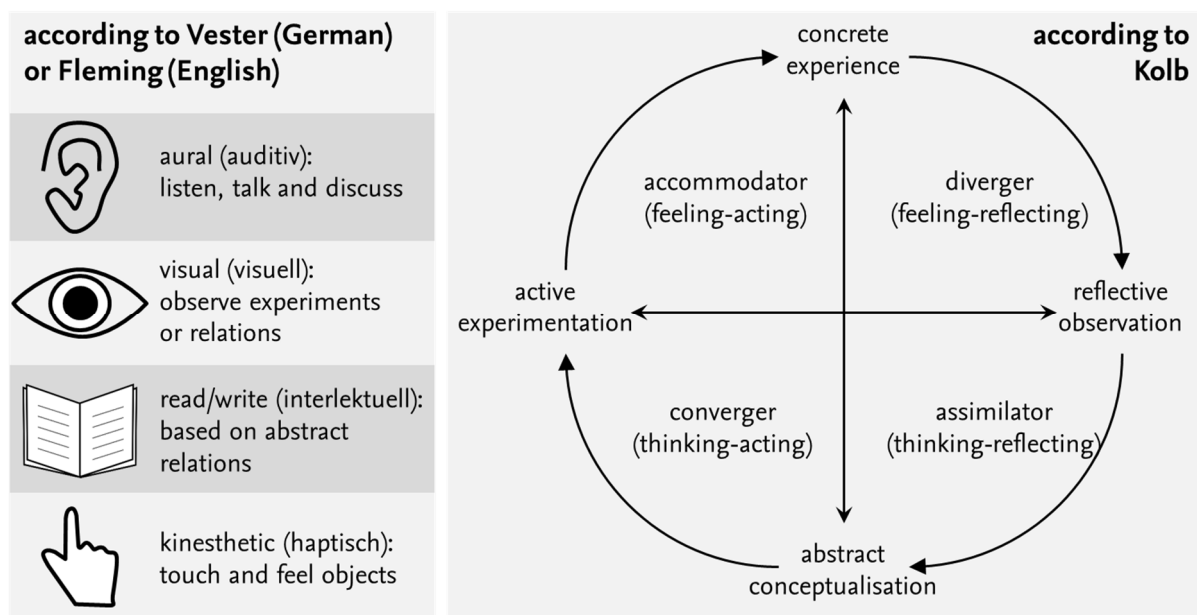 according to Vester (German)
or Fleming (English)
aural (auditiv):
listen, talk and discuss
visual (visuell):
observe experiments
or relations
read/write (interlektuell):
based on abstract
relations
kinesthetic (haptisch):
touch and feel objects
according to
Kolb
concrete
experience
accommodator
(feeling-acting)
diverger
(feeling-reflecting)
active
experimentation
reflective
observation
converger
(thinking-acting)
assimilator
(thinking-reflecting)
abstract
conceptualisation